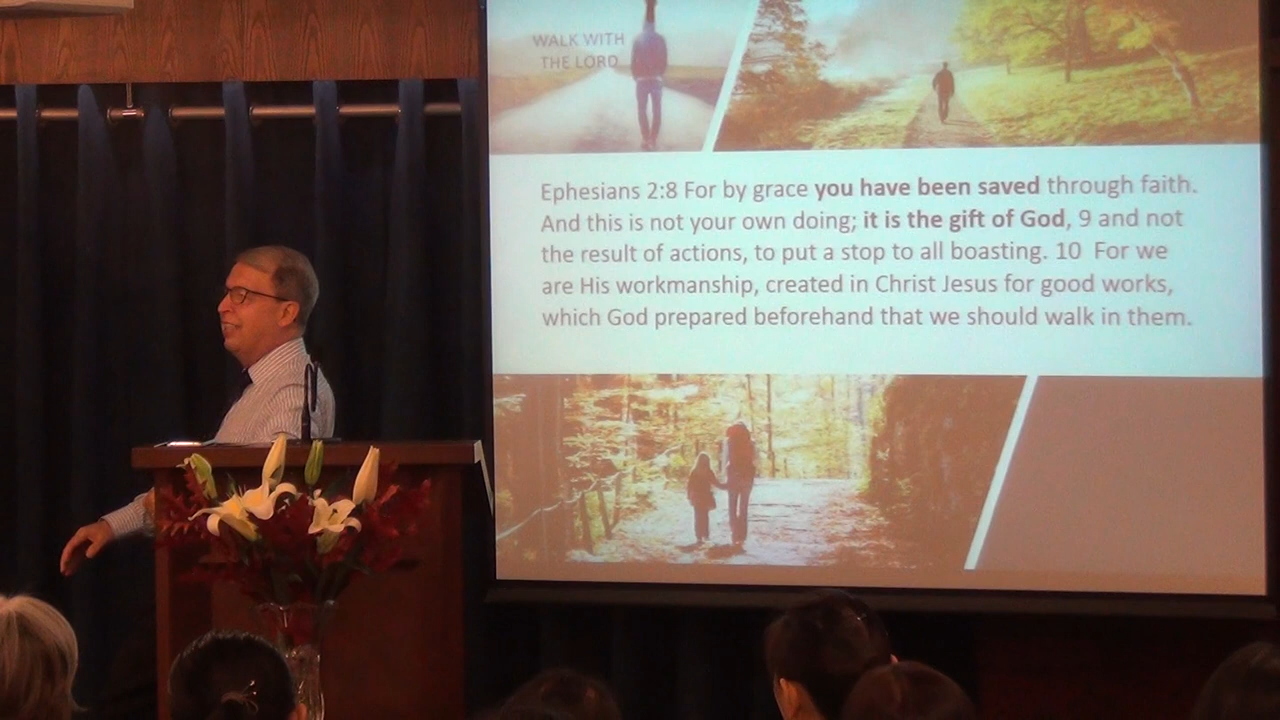 WALK WITH
THE LORD
Ephesians 2:8 For by grace you have been saved through faith.
And this is not your own doing; it is the gift of God, 9 and not
the result of actions, to put a stop to all boasting. 10 For we
are His workmanship, created in Christ Jesus for good works,
which God prepared beforehand that we should walk in them.